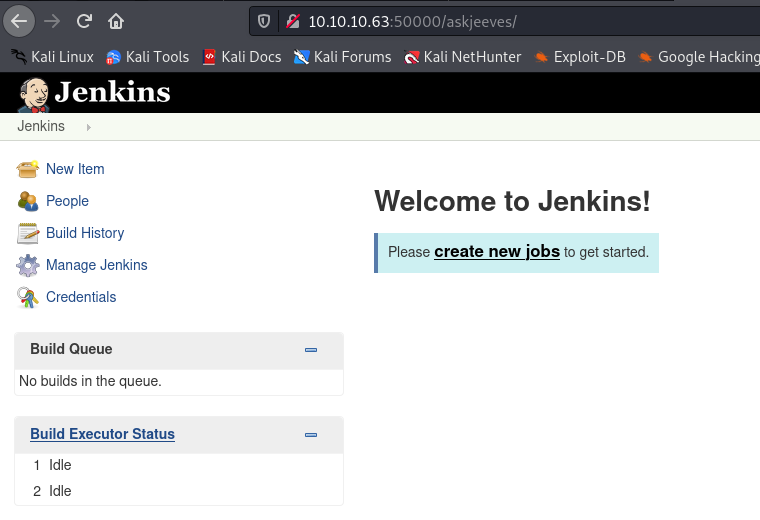 10.10.10.63:50000/askjeeves/
Kali Linux Kali Tools Kali Docs Kali Forums Kali NetHunter Exploit-DB Google Hacking
Jenkins
Jenkins
New Item
People
Build History
Manage Jenkins
Credentials
Welcome to Jenkins!
Please create new jobs to get started.
Build Queue
No builds in the queue.
Build Executor Status
1 Idle
2 Idle